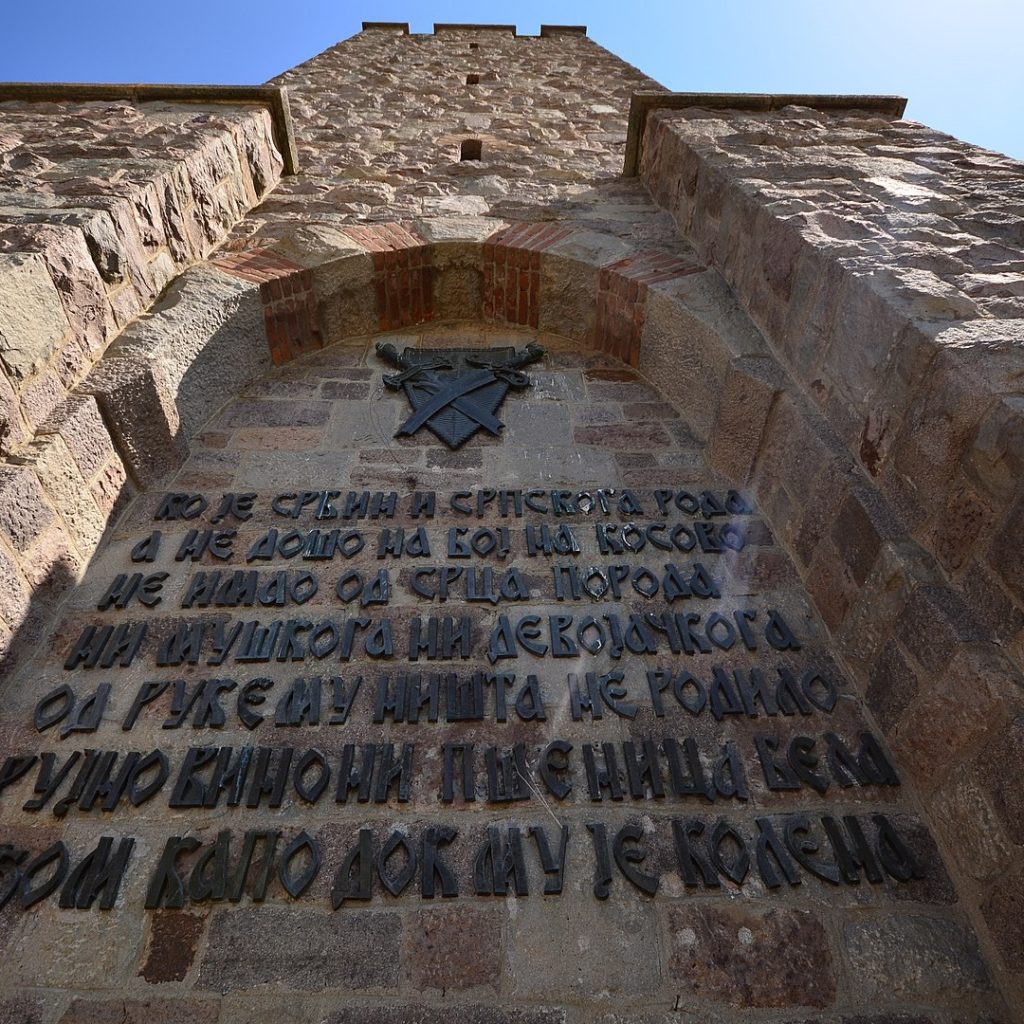 КО ЈЕ СРБИН И СРПСКОГА РОДА
А НЕ ДОШО НА БОЈ НА КОСОВО
НЕ ИМАО ОД СРЦА ПОРОДА
НИ МУШКОГА НИ ДЕВОЈАЧКОГА
ОД РУКЕ МУ НИШТА НЕ РОДИЛО
РУЈНО ВИНО НИ ПШЕНИЦА БЕЛА
ЂОМ КАПО ДОК МУ ЈЕ КОЛЕНА